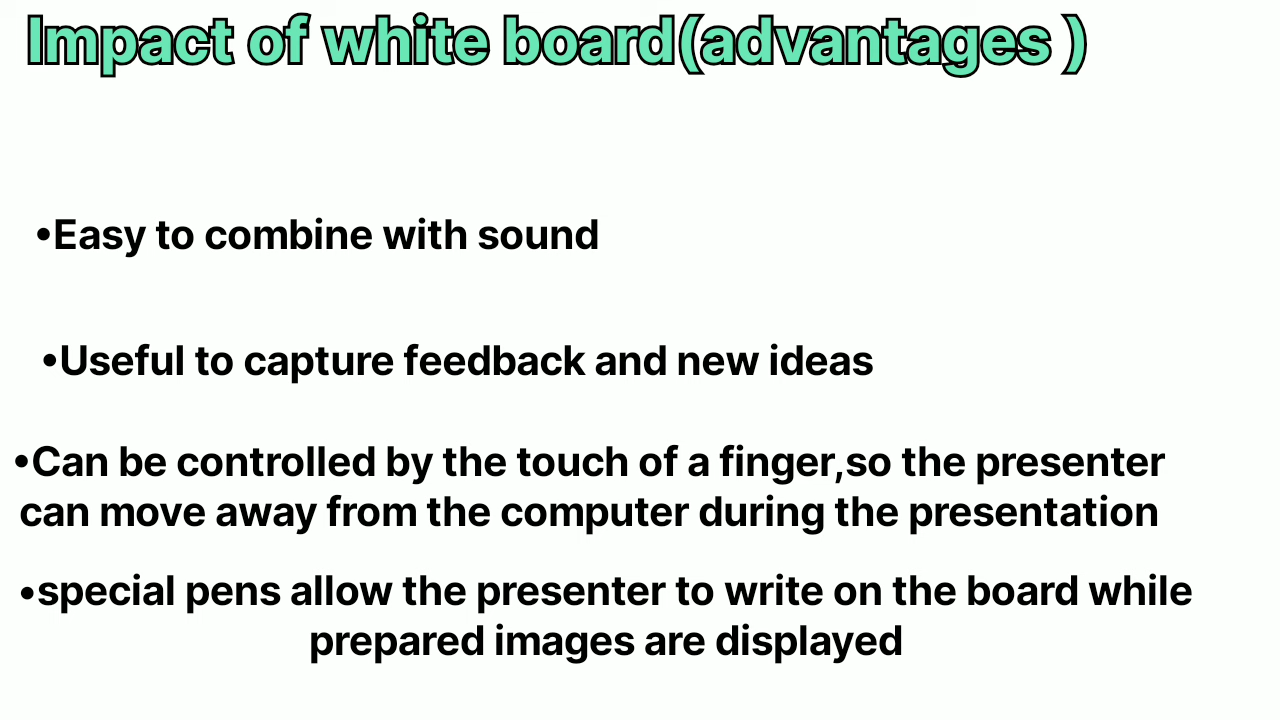 Impact of white board(advantages )
•Easy to combine with sound
•Useful to capture feedback and new ideas
•Can be controlled by the touch of a finger,so the presenter
can move away from the computer during the presentation
•special pens allow the presenter to write on the board while
prepared images are displayed